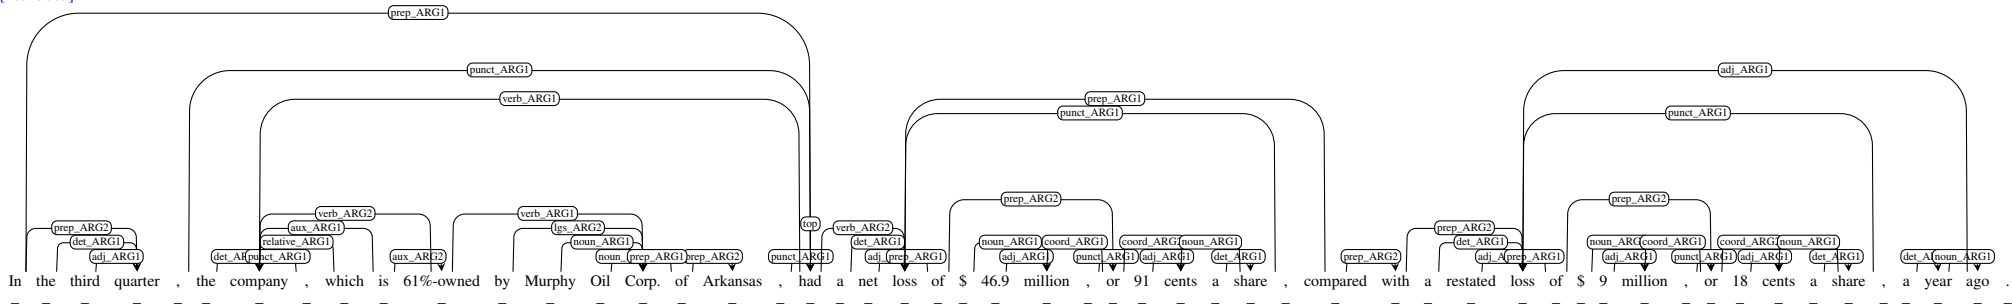 prep_ARG1
punct_ARG1 adj_ARG1
verb_ARG1 prep_ARG1
punct_ARG1 punct_ARG1
prep_ARG2 prep_ARG2
verb_ARG2 verb_ARG1
prep_ARG2 aux_ARG1 lgs_ARG2 top verb_ARG2 prep_ARG2
det_ARG1 relative_ARG1 noun_ARG1 det_ARG1 noun_ARG1 coord_ARG1 noun_ARG1 det_ARG1 coord_ARG1 noun_ARG1
adj_ARG1 punct_ARG1 aux_ARG2 prep_ARG1 prep_ARG2 punct_ARG1 adj_ARG1 adj_ARG1 det_ARG1 prep_ARG2 adj_ARG1 adj_ARG1 det_ARG1 noun_ARG1
In the third quarter , the company , which is 61%-owned by Murphy Oil Corp. of Arkansas , had a net loss of $ 46.9 million , or 91 cents a share , compared with a restated loss of $ 9 million , or 18 cents a share , a year ago .